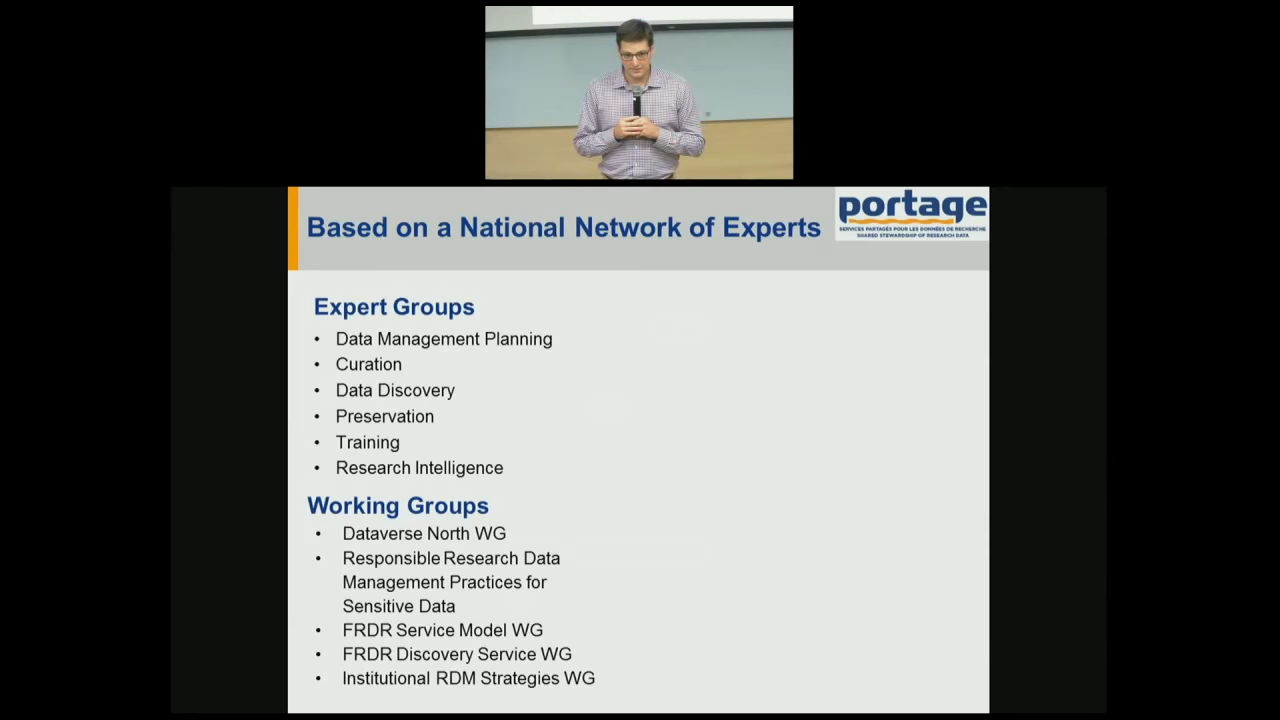 Based on a National Network of Experts
portage
SERVICES PARTAGÉS POUR LES DONNÉES DE RECHERCHE
SHARED STEWARDSHIP OF RESEARCH DATA
Expert Groups
• Data Management Planning
• Curation
• Data Discovery
• Preservation
• Training
• Research Intelligence
Working Groups
• Dataverse North WG
• Responsible Research Data
Management Practices for
Sensitive Data
• FRDR Service Model WG
• FRDR Discovery Service WG
• Institutional RDM Strategies WG